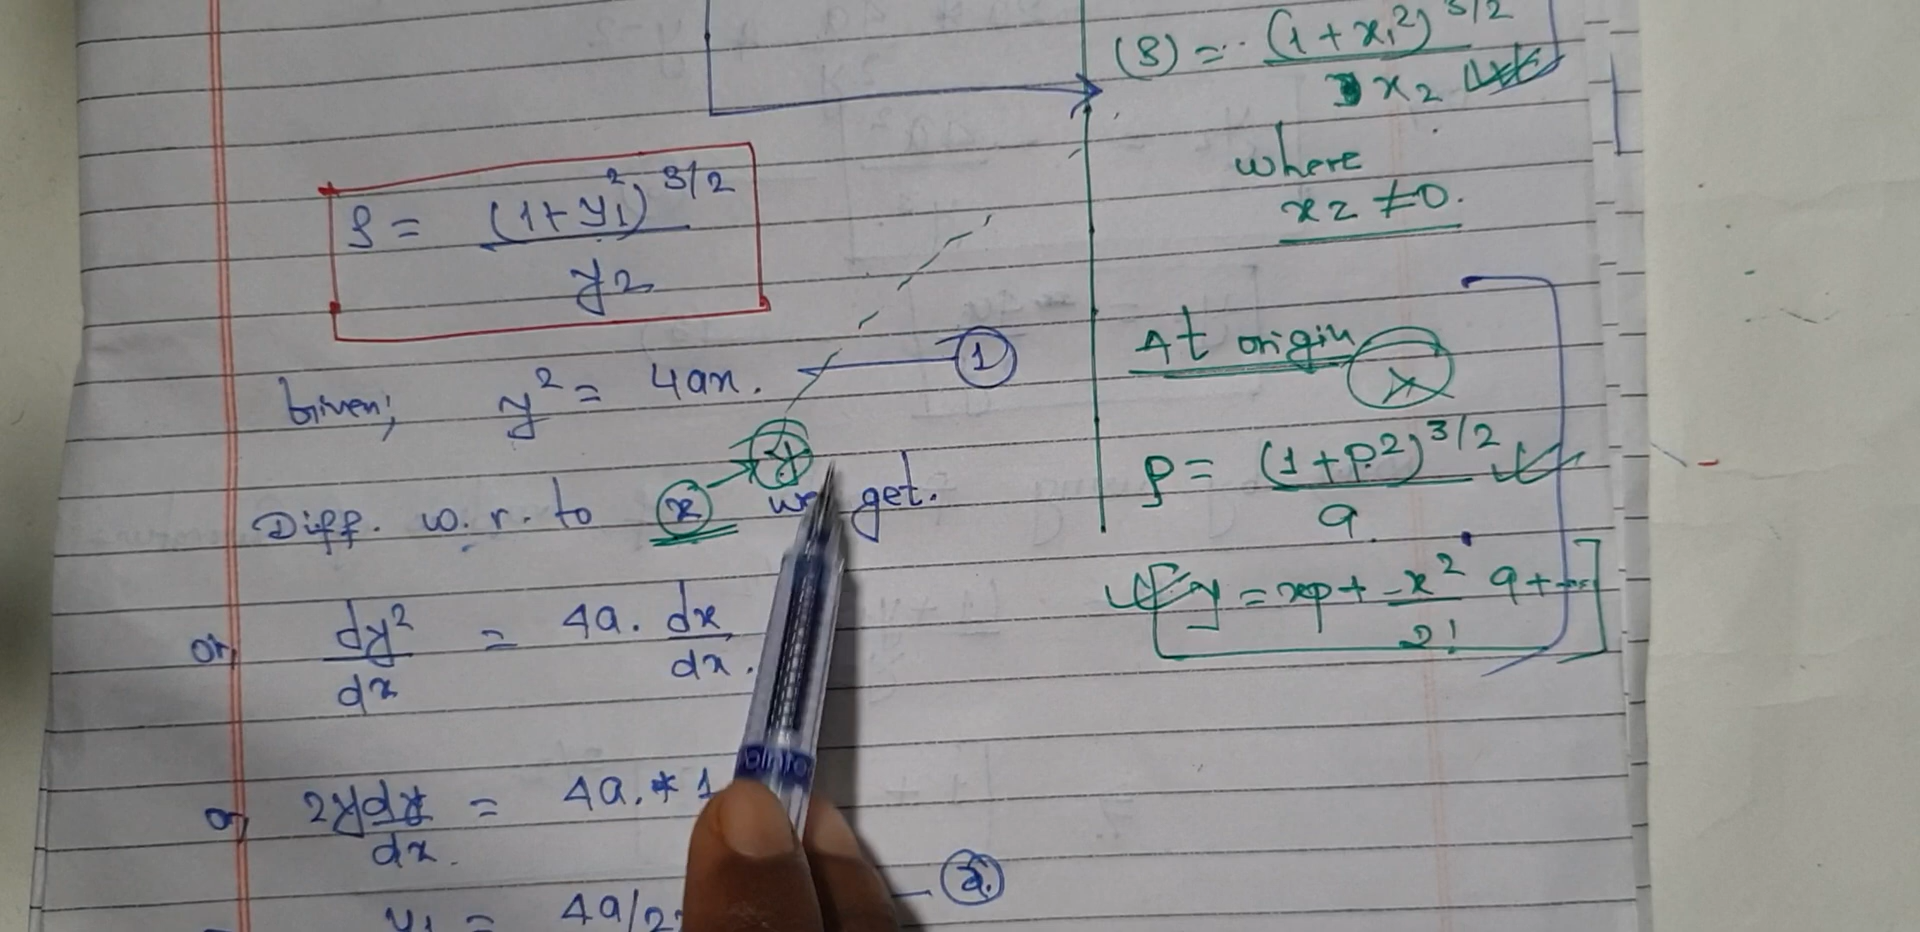 ρ = (1+y₁²)^3/2
y2
Given; y² = 4ax. ①
Diff. w.r. to x → y we get.
or, dy²/dx = 4a. dx/dx.
or 2y dy/dx = 4a. * 1
y₁ = 4a/2 ②
(ρ) = (1+x₁²)^3/2
x2
where
x2 ≠ 0.
At origin
ρ = (1+p²)^3/2
q
y = xp + x²/2! q + ...